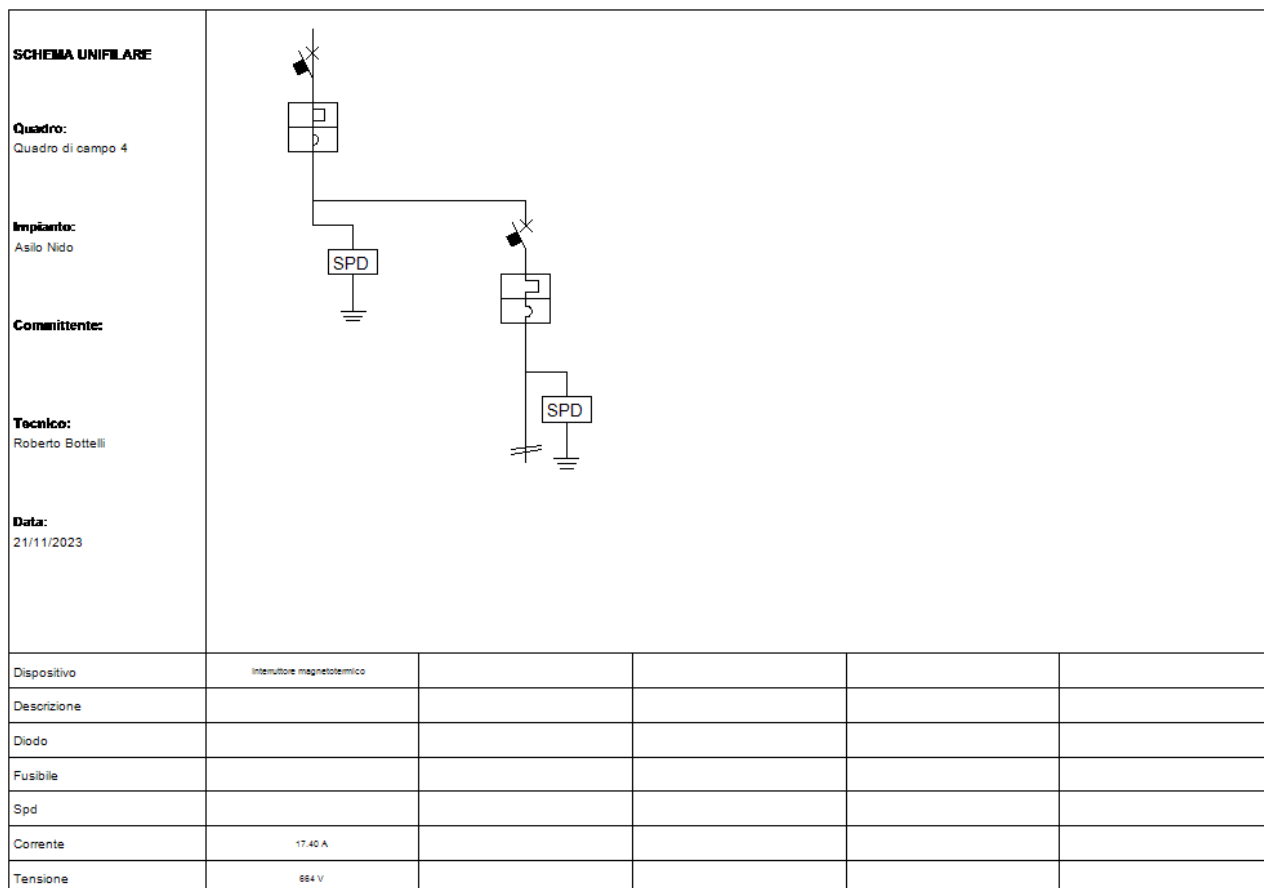 SCHEMA UNIFILARE
Quadro:
Quadro di campo 4
Impianto:
Asilo Nido
Committente:
Tecnico:
Roberto Bottelli
Data:
21/11/2023
SPD
SPD
Dispositivo Interruttore magnetotermico
Descrizione
Diodo
Fusibile
Spd
Corrente 17.40 A
Tensione 664 V